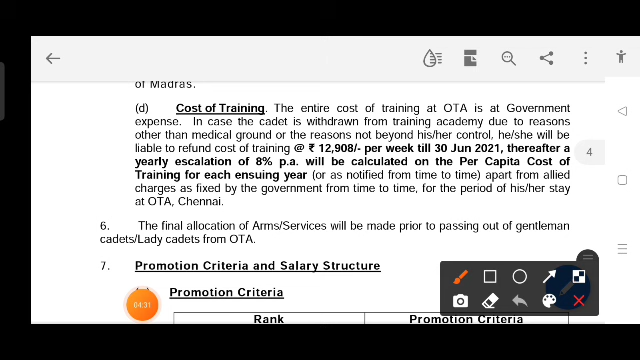 of Madras.
(d) Cost of Training. The entire cost of training at OTA is at Government
expense. In case the cadet is withdrawn from training academy due to reasons
other than medical ground or the reasons not beyond his/her control, he/she will be
liable to refund cost of training @ ₹ 12,908/- per week till 30 Jun 2021, thereafter a
yearly escalation of 8% p.a. will be calculated on the Per Capita Cost of
Training for each ensuing year (or as notified from time to time) apart from allied
charges as fixed by the government from time to time, for the period of his/her stay
at OTA, Chennai.
4
6. The final allocation of Arms/Services will be made prior to passing out of gentleman
cadets/Lady cadets from OTA.
7. Promotion Criteria and Salary Structure
Promotion Criteria
04:31
Rank Promotion Criteria